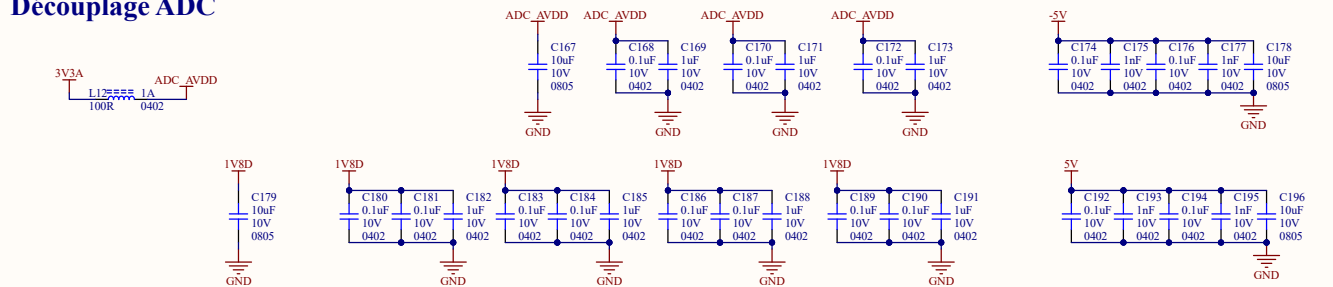 Découplage ADC
3V3A
L12
100R
1A
0402
ADC_AVDD
ADC_AVDD
C167
10uF
10V
0805
GND
ADC_AVDD
C168
0.1uF
10V
0402
C169
1uF
10V
0402
GND
ADC_AVDD
C170
0.1uF
10V
0402
C171
1uF
10V
0402
GND
ADC_AVDD
C172
0.1uF
10V
0402
C173
1uF
10V
0402
GND
-5V
C174
0.1uF
10V
0402
C175
1nF
10V
0402
C176
0.1uF
10V
0402
C177
1nF
10V
0402
C178
10uF
10V
0805
GND
1V8D
C179
10uF
10V
0805
GND
1V8D
C180
0.1uF
10V
0402
C181
0.1uF
10V
0402
C182
1uF
10V
0402
GND
1V8D
C183
0.1uF
10V
0402
C184
0.1uF
10V
0402
C185
1uF
10V
0402
GND
1V8D
C186
0.1uF
10V
0402
C187
0.1uF
10V
0402
C188
1uF
10V
0402
GND
1V8D
C189
0.1uF
10V
0402
C190
0.1uF
10V
0402
C191
1uF
10V
0402
GND
5V
C192
0.1uF
10V
0402
C193
1nF
10V
0402
C194
0.1uF
10V
0402
C195
1nF
10V
0402
C196
10uF
10V
0805
GND